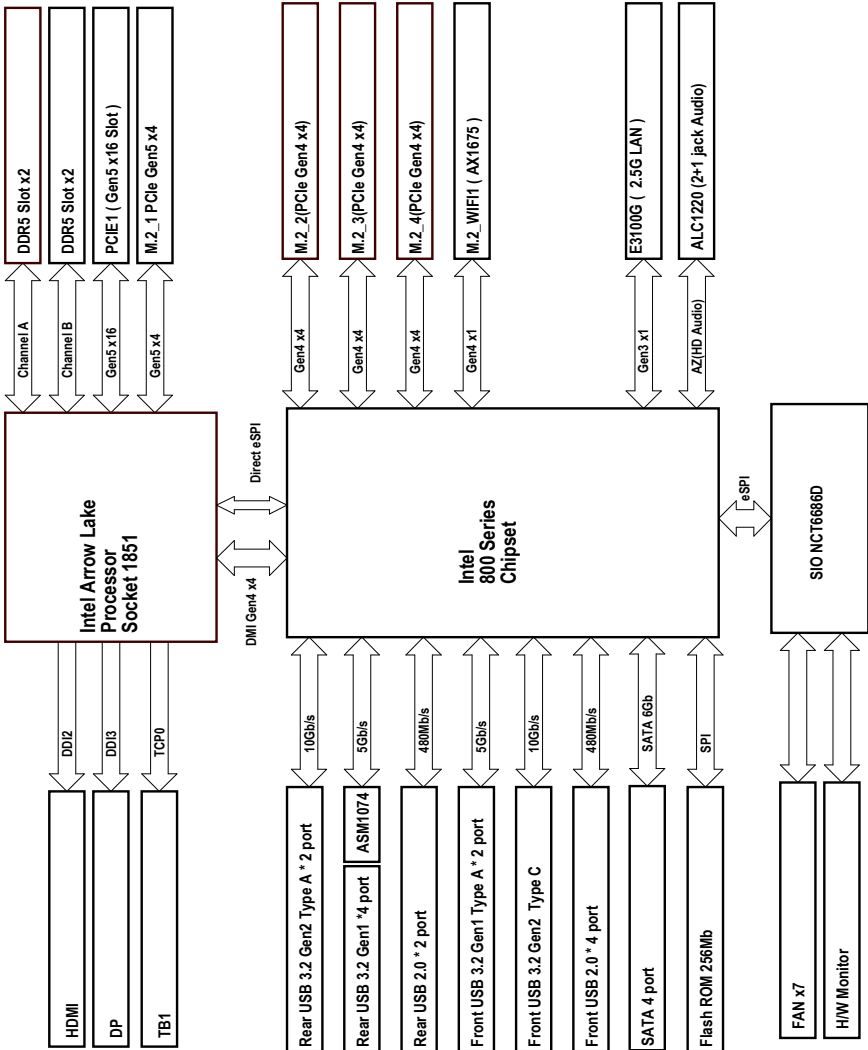 DDR5 Slot x2
DDR5 Slot x2
PCIE1 ( Gen5 x16 Slot )
M.2_1 PCIe Gen5 x4
Channel A
Channel B
Gen5 x16
Gen5 x4
Intel Arrow Lake
Processor
Socket 1851
DDI2
DDI3
TCP0
HDMI
DP
TB1
Direct eSPI
DMI Gen4 x4
M.2_2(PCIe Gen4 x4)
M.2_3(PCIe Gen4 x4)
M.2_4(PCIe Gen4 x4)
M.2_WIFI1 ( AX1675 )
E3100G ( 2.5G LAN )
ALC1220 (2+1 jack Audio)
Gen4 x4
Gen4 x4
Gen4 x4
Gen4 x1
Gen3 x1
AZ(HD Audio)
Intel
800 Series
Chipset
10Gb/s
5Gb/s
480Mb/s
5Gb/s
10Gb/s
480Mb/s
SATA 6Gb
SPI
Rear USB 3.2 Gen2 Type A * 2 port
Rear USB 3.2 Gen1 *4 port
ASM1074
Rear USB 2.0 * 2 port
Front USB 3.2 Gen1 Type A * 2 port
Front USB 3.2 Gen2 Type C
Front USB 2.0 * 4 port
SATA 4 port
Flash ROM 256Mb
eSPI
SIO NCT6686D
FAN x7
H/W Monitor